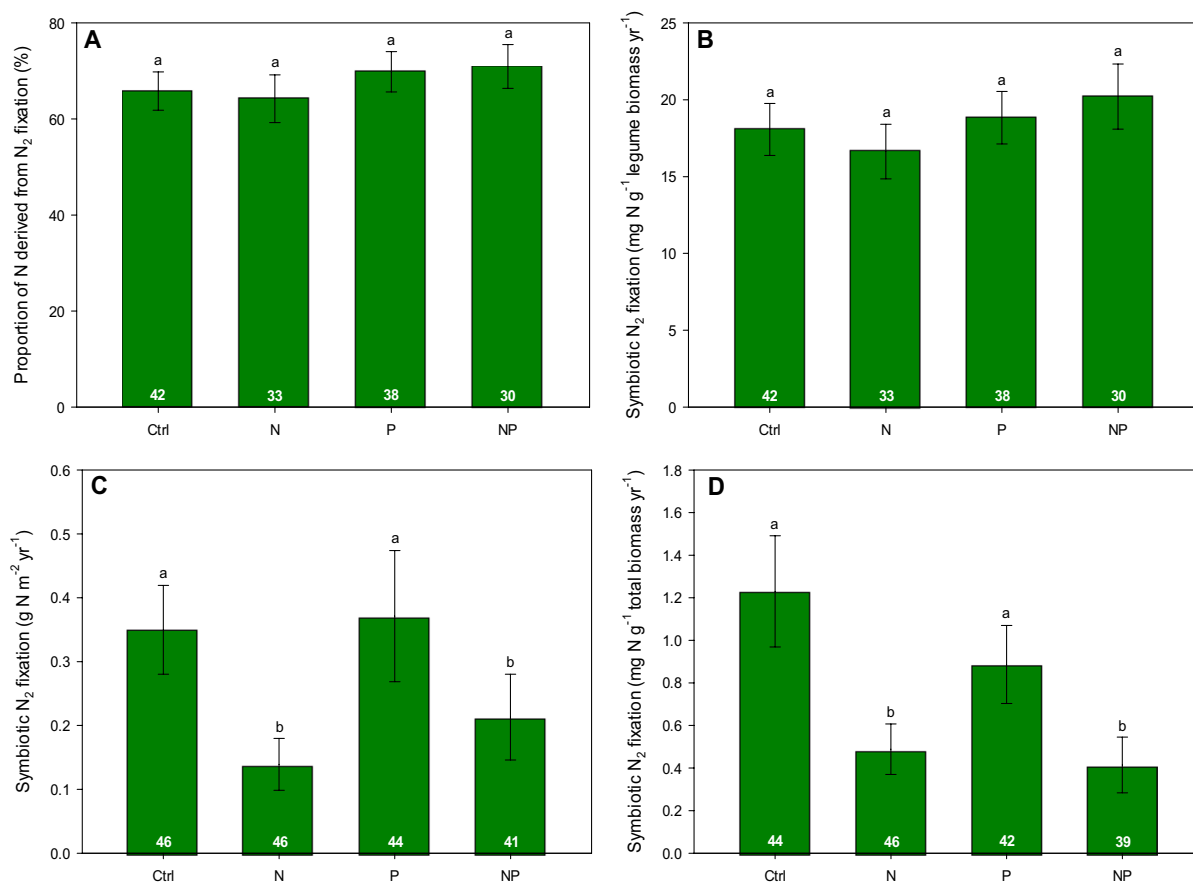 A
Proportion of N derived from N₂ fixation (%)
80
60
40
20
0
a
a
a
a
42
33
38
30
Ctrl
N
P
NP
B
Symbiotic N₂ fixation (mg N g⁻¹ legume biomass yr⁻¹)
25
20
15
10
5
0
a
a
a
a
42
33
38
30
Ctrl
N
P
NP
C
Symbiotic N₂ fixation (g N m⁻² yr⁻¹)
0.6
0.5
0.4
0.3
0.2
0.1
0.0
a
b
a
b
46
46
44
41
Ctrl
N
P
NP
D
Symbiotic N₂ fixation (mg N g⁻¹ total biomass yr⁻¹)
1.8
1.6
1.4
1.2
1.0
0.8
0.6
0.4
0.2
0.0
a
b
a
b
44
46
42
39
Ctrl
N
P
NP